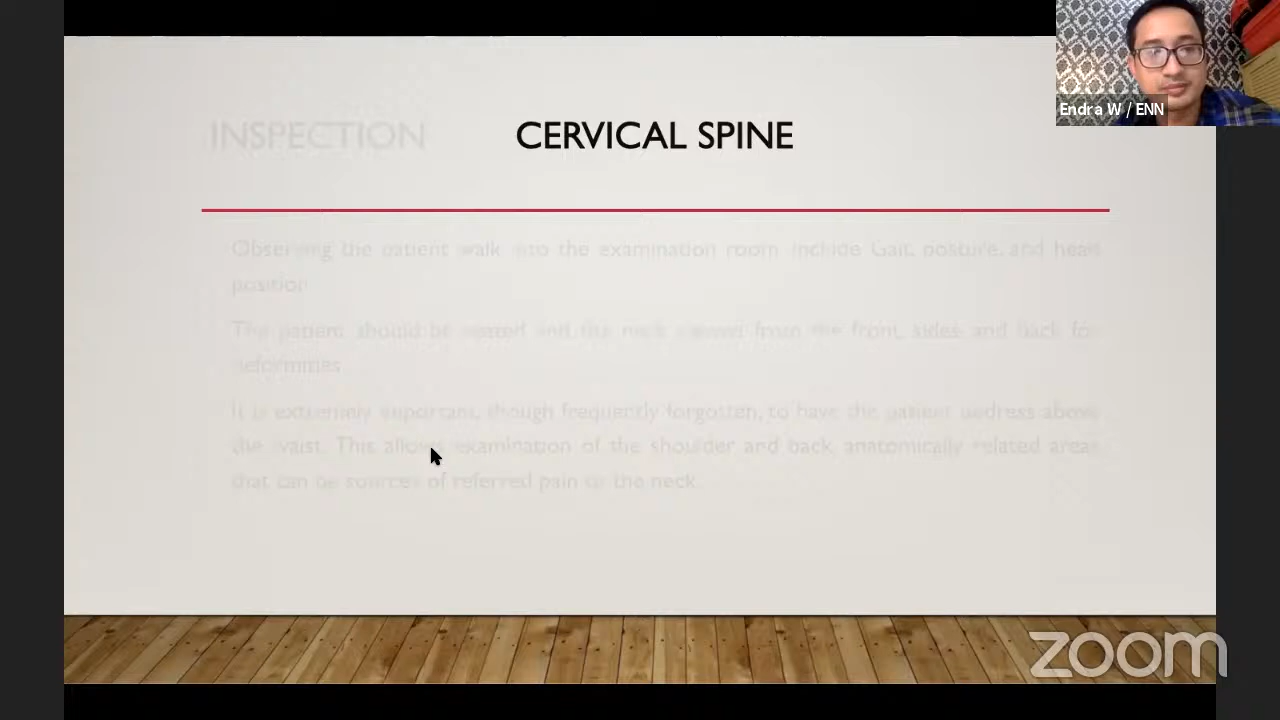 Endra W / ENN
INSPECTION
CERVICAL SPINE
Observing the patient walk into the examination room include Gait, posture, and head
position
The patient should be seated and the neck viewed from the front, sides and back for
deformities
It is extremely important, though frequently forgotten, to have the patient undress above
the waist. This allows examination of the shoulder and back, anatomically related areas
that can be sources of referred pain to the neck.
zoom